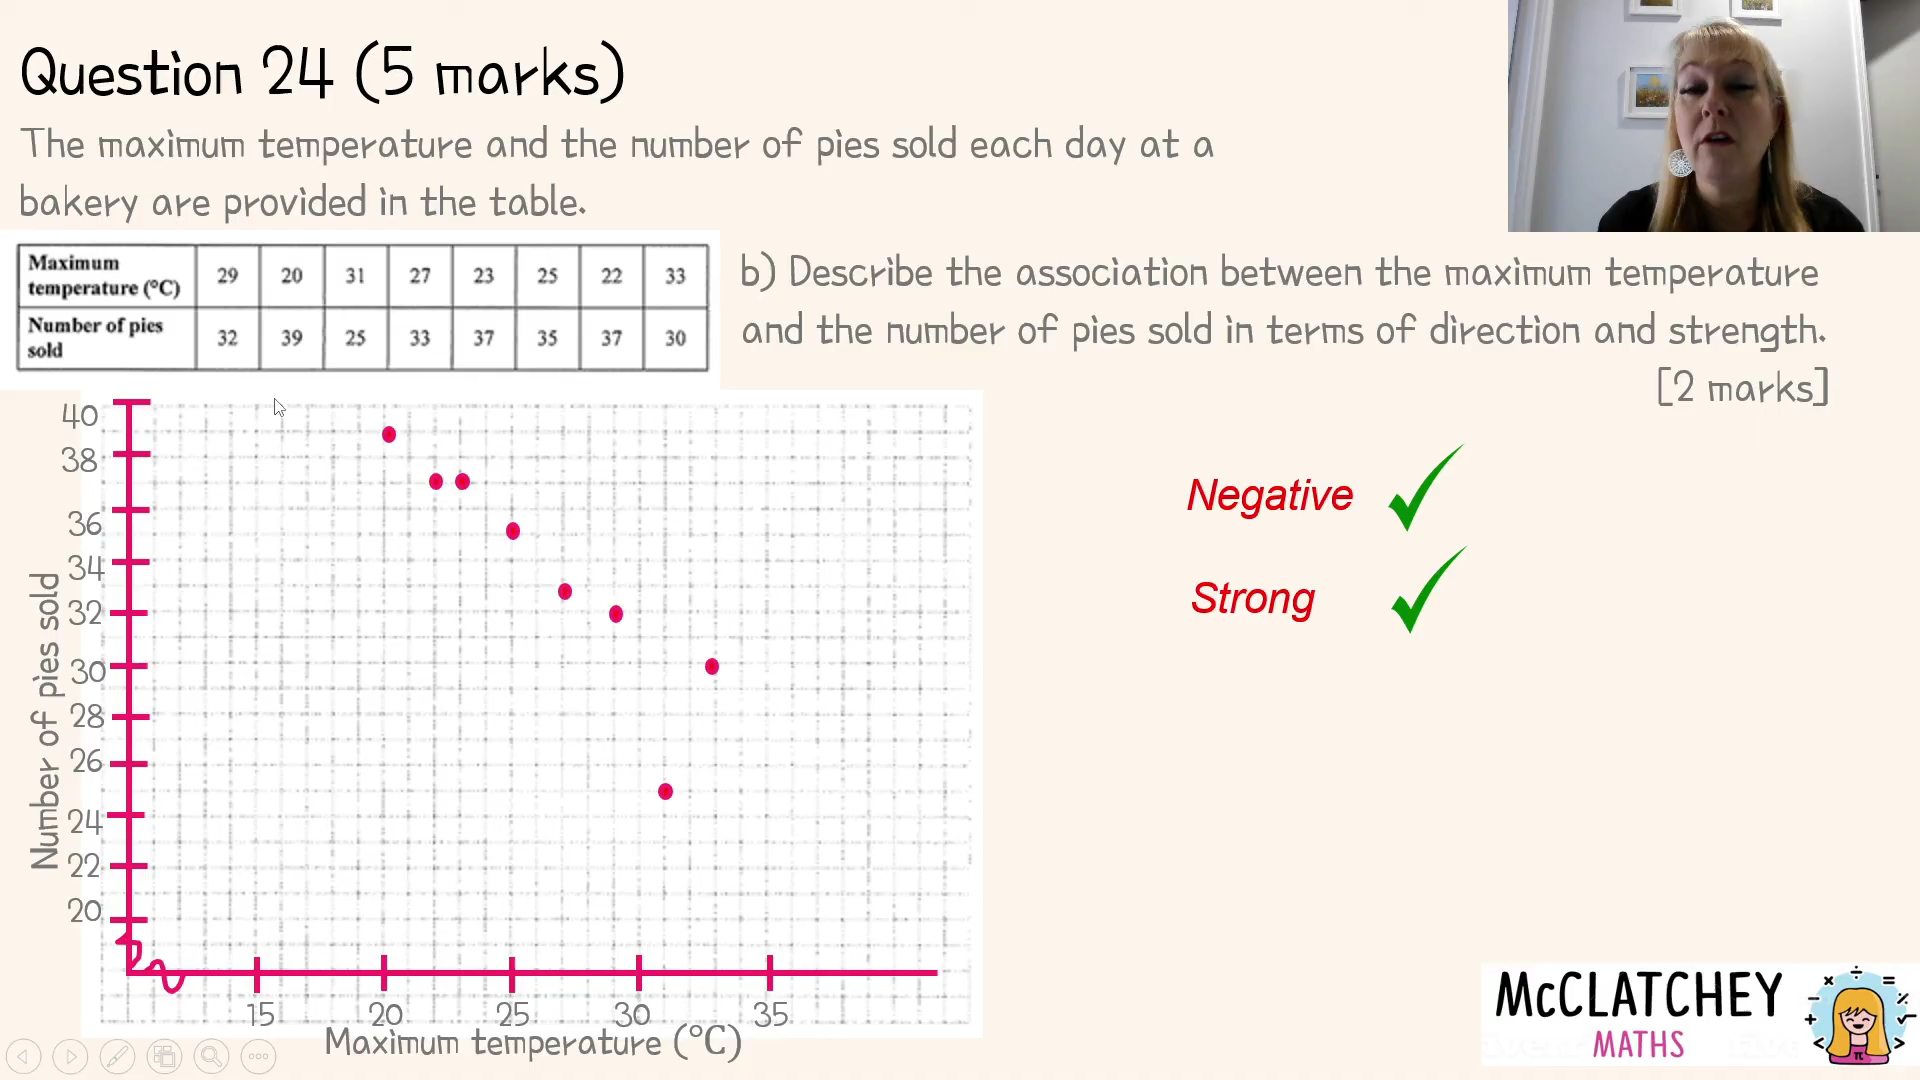 Question 24 (5 marks)
The maximum temperature and the number of pies sold each day at a
bakery are provided in the table.
Maximum temperature (°C) 29 20 31 27 23 25 22 33
Number of pies sold 32 39 25 33 37 35 37 30
b) Describe the association between the maximum temperature
and the number of pies sold in terms of direction and strength.
[2 marks]
Negative
Strong
40
38
36
34
32
30
28
26
24
22
20
Number of pies sold
15 20 25 30 35
Maximum temperature (°C)
McCLATCHEY
MATHS